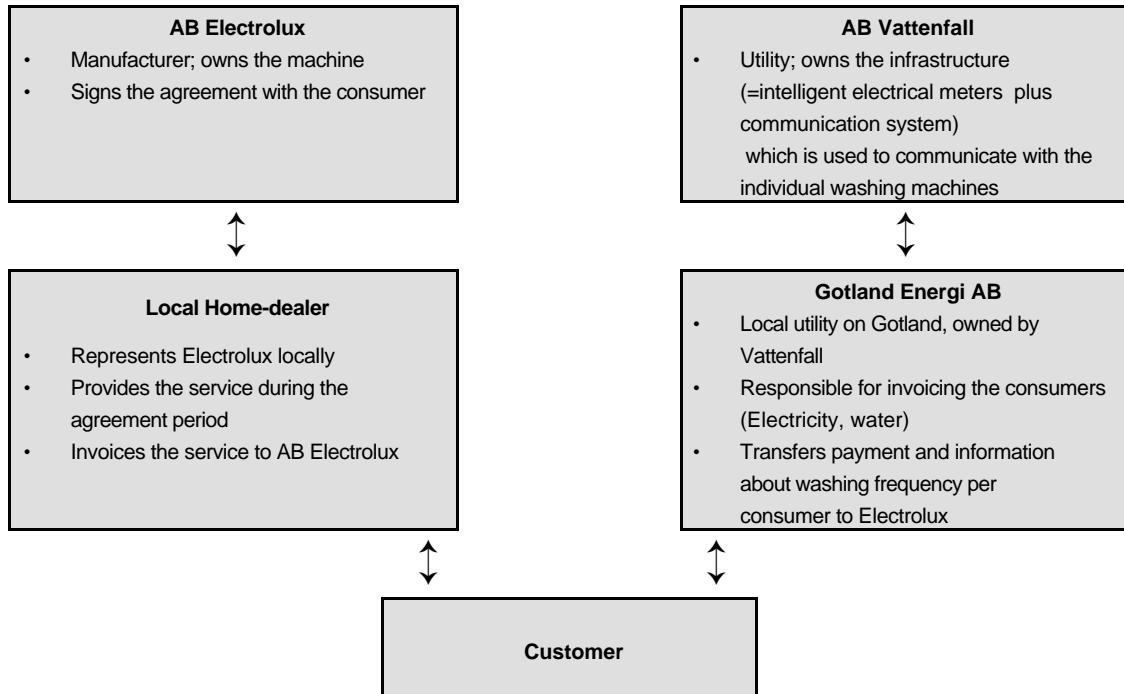 AB Electrolux
• Manufacturer; owns the machine
• Signs the agreement with the consumer
AB Vattenfall
• Utility; owns the infrastructure
(=intelligent electrical meters plus
communication system)
which is used to communicate with the
individual washing machines
Local Home-dealer
• Represents Electrolux locally
• Provides the service during the
agreement period
• Invoices the service to AB Electrolux
Gotland Energi AB
• Local utility on Gotland, owned by
Vattenfall
• Responsible for invoicing the consumers
(Electricity, water)
• Transfers payment and information
about washing frequency per
consumer to Electrolux
Customer